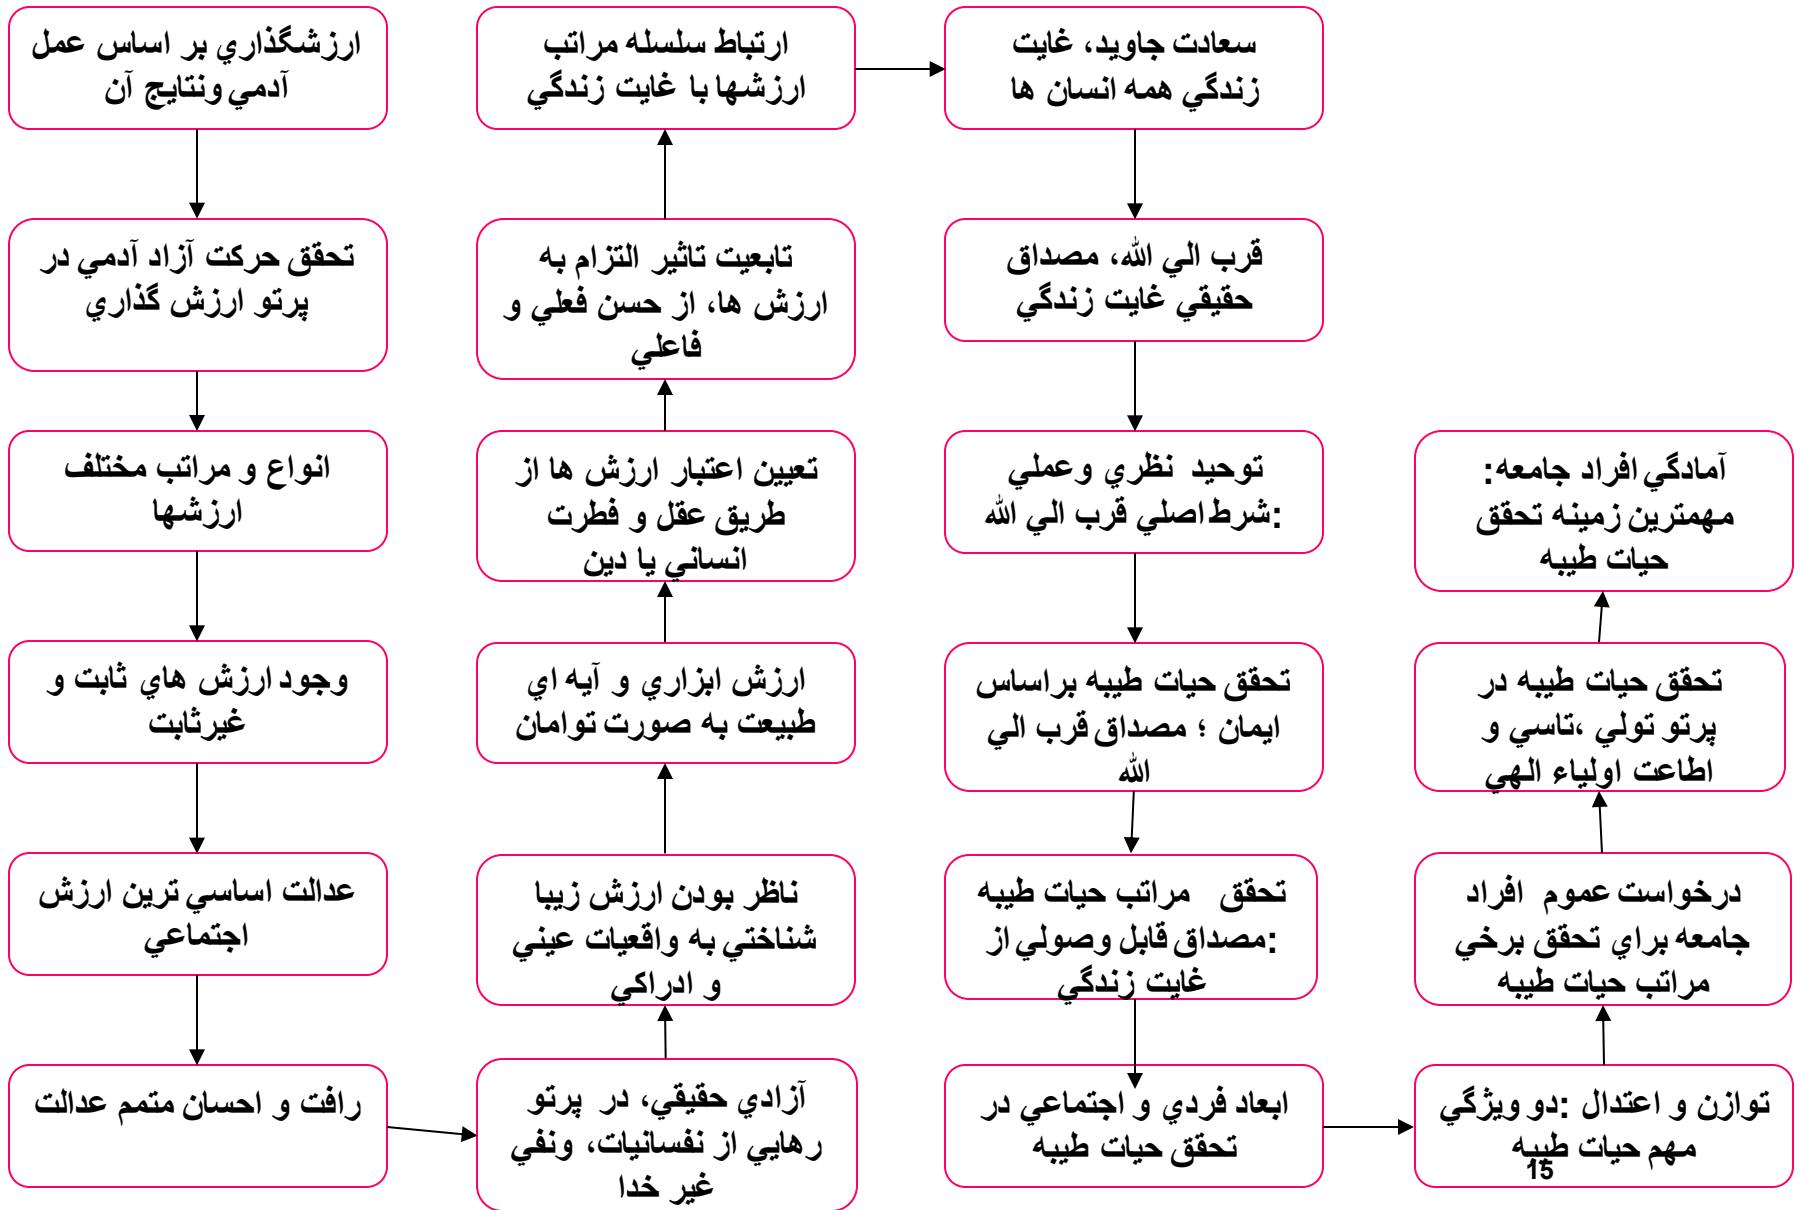 ارزشگذاري بر اساس عمل
آدمي ونتايج آن
تحقق حركت آزاد آدمي در
پرتو ارزش گذاري
انواع و مراتب مختلف
ارزشها
وجود ارزش هاي ثابت و
غيرثابت
عدالت اساسي ترين ارزش
اجتماعي
رافت و احسان متمم عدالت
آزادي حقيقي، در پرتو
رهايي از نفسانيات، ونفي
غير خدا
ناظر بودن ارزش زيبا
شناختي به واقعيات عيني
و ادراكي
ارزش ابزاري و آيه اي
طبيعت به صورت توامان
تعيين اعتبار ارزش ها از
طريق عقل و فطرت
انساني يا دين
تابعيت تاثير التزام به
ارزش ها، از حسن فعلي و
فاعلي
ارتباط سلسله مراتب
ارزشها با غايت زندگي
سعادت جاويد، غايت
زندگي همه انسان ها
قرب الي الله، مصداق
حقيقي غايت زندگي
توحيد نظري وعملي
:شرط اصلي قرب الي الله
تحقق حيات طيبه براساس
ايمان ؛ مصداق قرب الي
الله
تحقق مراتب حيات طيبه
:مصداق قابل وصولي از
غايت زندگي
ابعاد فردي و اجتماعي در
تحقق حيات طيبه
توازن و اعتدال :دو ويژگي
مهم حيات طيبه
15
درخواست عموم افراد
جامعه براي تحقق برخي
مراتب حيات طيبه
تحقق حيات طيبه در
پرتو تولي ،تاسي و
اطاعت اولياء الهي
آمادگي افراد جامعه:
مهمترين زمينه تحقق
حيات طيبه